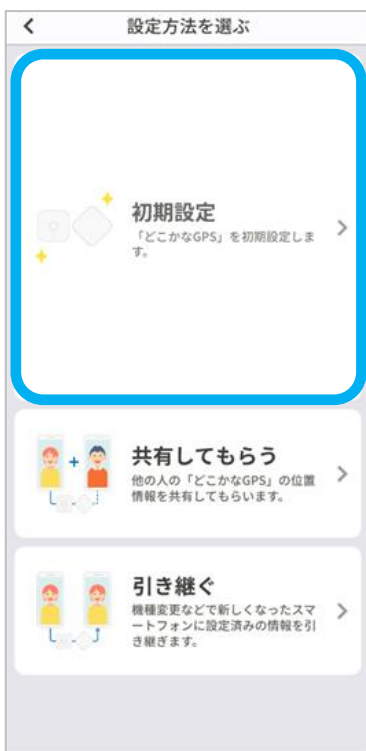 設定方法を選ぶ
初期設定
「どこかなGPS」を初期設定しま
す。
共有してもらう
他の人の「どこかなGPS」の位置
情報を共有してもらいます。
引き継ぐ
機種変更などで新しくなったスマ
ートフォンに設定済みの情報を引
き継ぎます。